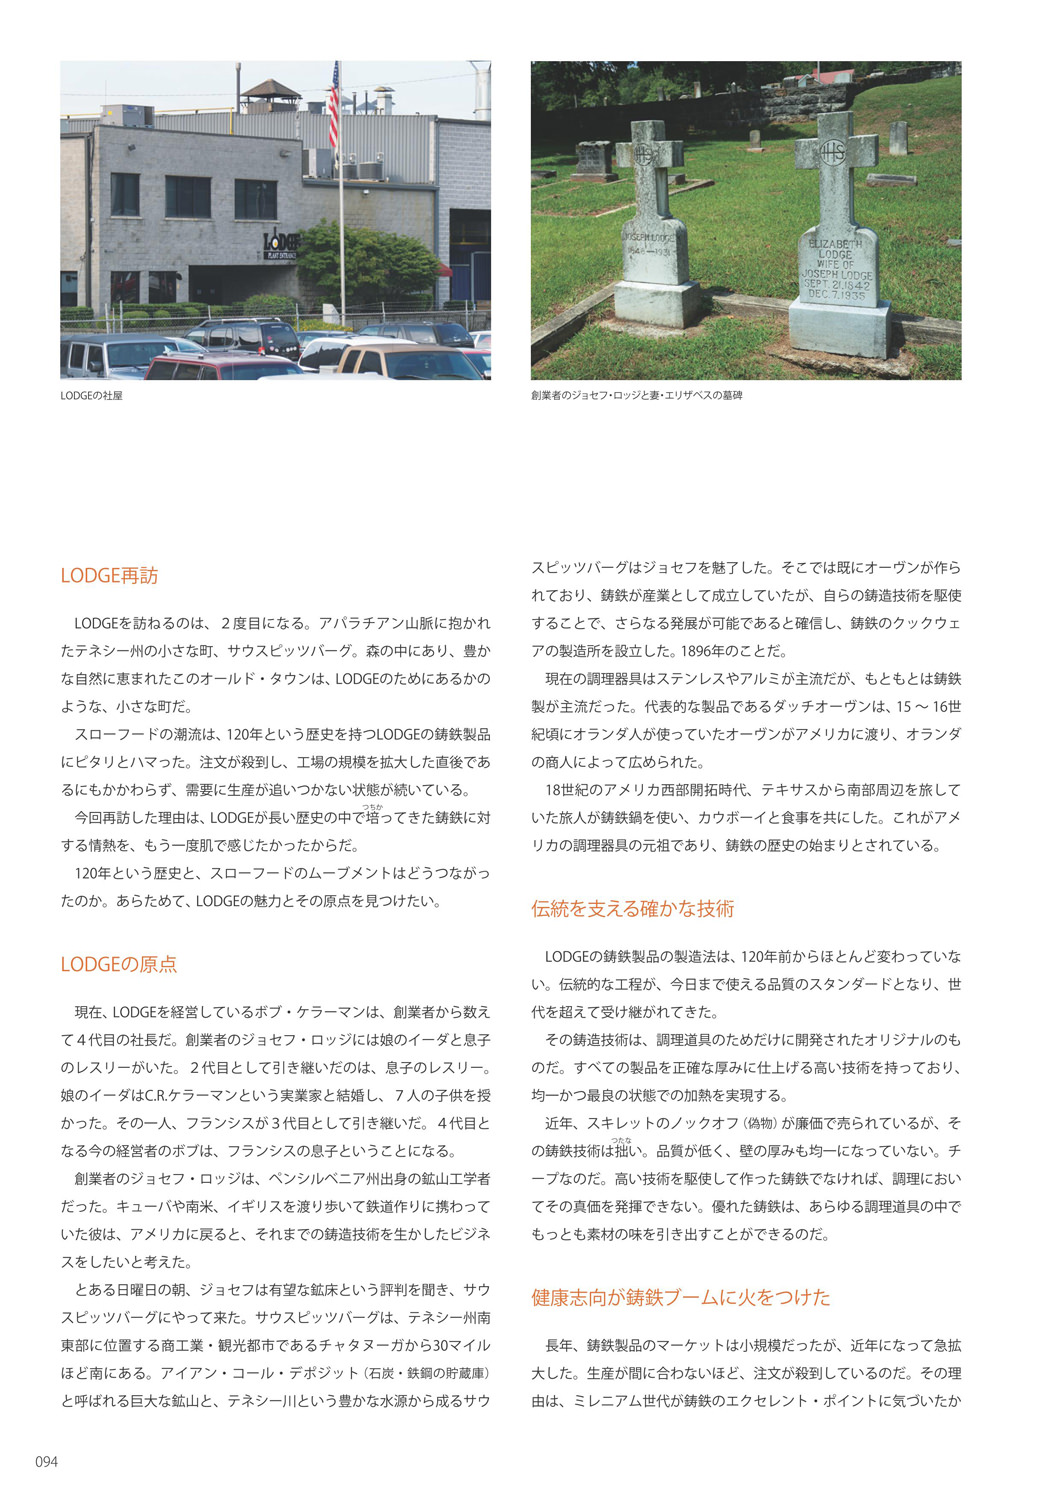 LODGE
PLANT ENTRANCE
JOSEPH LODGE
ELIZABETH
LODGE
WIFE OF
JOSEPH LODGE
SEPT. 21, 1842
DEC. 7, 1935
LODGEの社屋
創業者のジョセフ・ロッジと妻・エリザベスの墓碑
LODGE再訪
LODGEを訪ねるのは、2度目になる。アパラチアン山脈に抱かれ
たテネシー州の小さな町、サウスピッツバーグ。森の中にあり、豊か
な自然に恵まれたこのオールド・タウンは、LODGEのためにあるかの
ような、小さな町だ。
スローフードの潮流は、120年という歴史を持つLODGEの鋳鉄製品
にピタリとハマった。注文が殺到し、工場の規模を拡大した直後であ
るにもかかわらず、需要に生産が追いつかない状態が続いている。
つちか
今回再訪した理由は、LODGEが長い歴史の中で培ってきた鋳鉄に対
する情熱を、もう一度肌で感じたかったからだ。
120年という歴史と、スローフードのムーブメントはどうつながっ
たのか。あらためて、LODGEの魅力とその原点を見つけたい。
LODGEの原点
現在、LODGEを経営しているボブ・ケラーマンは、創業者から数え
て4代目の社長だ。創業者のジョセフ・ロッジには娘のイーダと息子
のレスリーがいた。2代目として引き継いだのは、息子のレスリー。
娘のイーダはC.R.ケラーマンという実業家と結婚し、7人の子供を授
かった。その一人、フランシスが3代目として引き継いだ。4代目と
なる今の経営者のボブは、フランシスの息子ということになる。
創業者のジョセフ・ロッジは、ペンシルベニア州出身の鉱山工学者
だった。キューバや南米、イギリスを渡り歩いて鉄道作りに携わって
いた彼は、アメリカに戻ると、それまでの鋳造技術を生かしたビジネ
スをしたいと考えた。
とある日曜日の朝、ジョセフは有望な鉱床という評判を聞き、サウ
スピッツバーグにやって来た。サウスピッツバーグは、テネシー州南
東部に位置する商工業・観光都市であるチャタヌーガから30マイル
ほど南にある。アイアン・コール・デポジット（石炭・鉄鋼の貯蔵庫）
と呼ばれる巨大な鉱山と、テネシー川という豊かな水源から成るサウ
スピッツバーグはジョセフを魅了した。そこでは既にオーヴンが作ら
れており、鋳鉄が産業として成立していたが、自らの鋳造技術を駆使
することで、さらなる発展が可能であると確信し、鋳鉄のクックウェ
アの製造所を設立した。1896年のことだ。
現在の調理器具はステンレスやアルミが主流だが、もともとは鋳鉄
製が主流だった。代表的な製品であるダッチオーヴンは、15〜16世
紀頃にオランダ人が使っていたオーヴンがアメリカに渡り、オランダ
の商人によって広められた。
18世紀のアメリカ西部開拓時代、テキサスから南部周辺を旅して
いた旅人が鋳鉄鍋を使い、カウボーイと食事を共にした。これがアメ
リカの調理器具の元祖であり、鋳鉄の歴史の始まりとされている。
伝統を支える確かな技術
LODGEの鋳鉄製品の製造法は、120年前からほとんど変わっていな
い。伝統的な工程が、今日まで使える品質のスタンダードとなり、世
代を超えて受け継がれてきた。
その鋳造技術は、調理道具のためだけに開発されたオリジナルのも
のだ。すべての製品を正確な厚みに仕上げる高い技術を持っており、
均一かつ最良の状態での加熱を実現する。
近年、スキレットのノックオフ（偽物）が廉価で売られているが、そ
つたな
の鋳鉄技術は拙い。品質が低く、壁の厚みも均一になっていない。チ
ープなのだ。高い技術を駆使して作った鋳鉄でなければ、調理におい
てその真価を発揮できない。優れた鋳鉄は、あらゆる調理道具の中で
もっとも素材の味を引き出すことができるのだ。
健康志向が鋳鉄ブームに火をつけた
長年、鋳鉄製品のマーケットは小規模だったが、近年になって急拡
大した。生産が間に合わないほど、注文が殺到しているのだ。その理
由は、ミレニアム世代が鋳鉄のエクセレント・ポイントに気づいたか
094